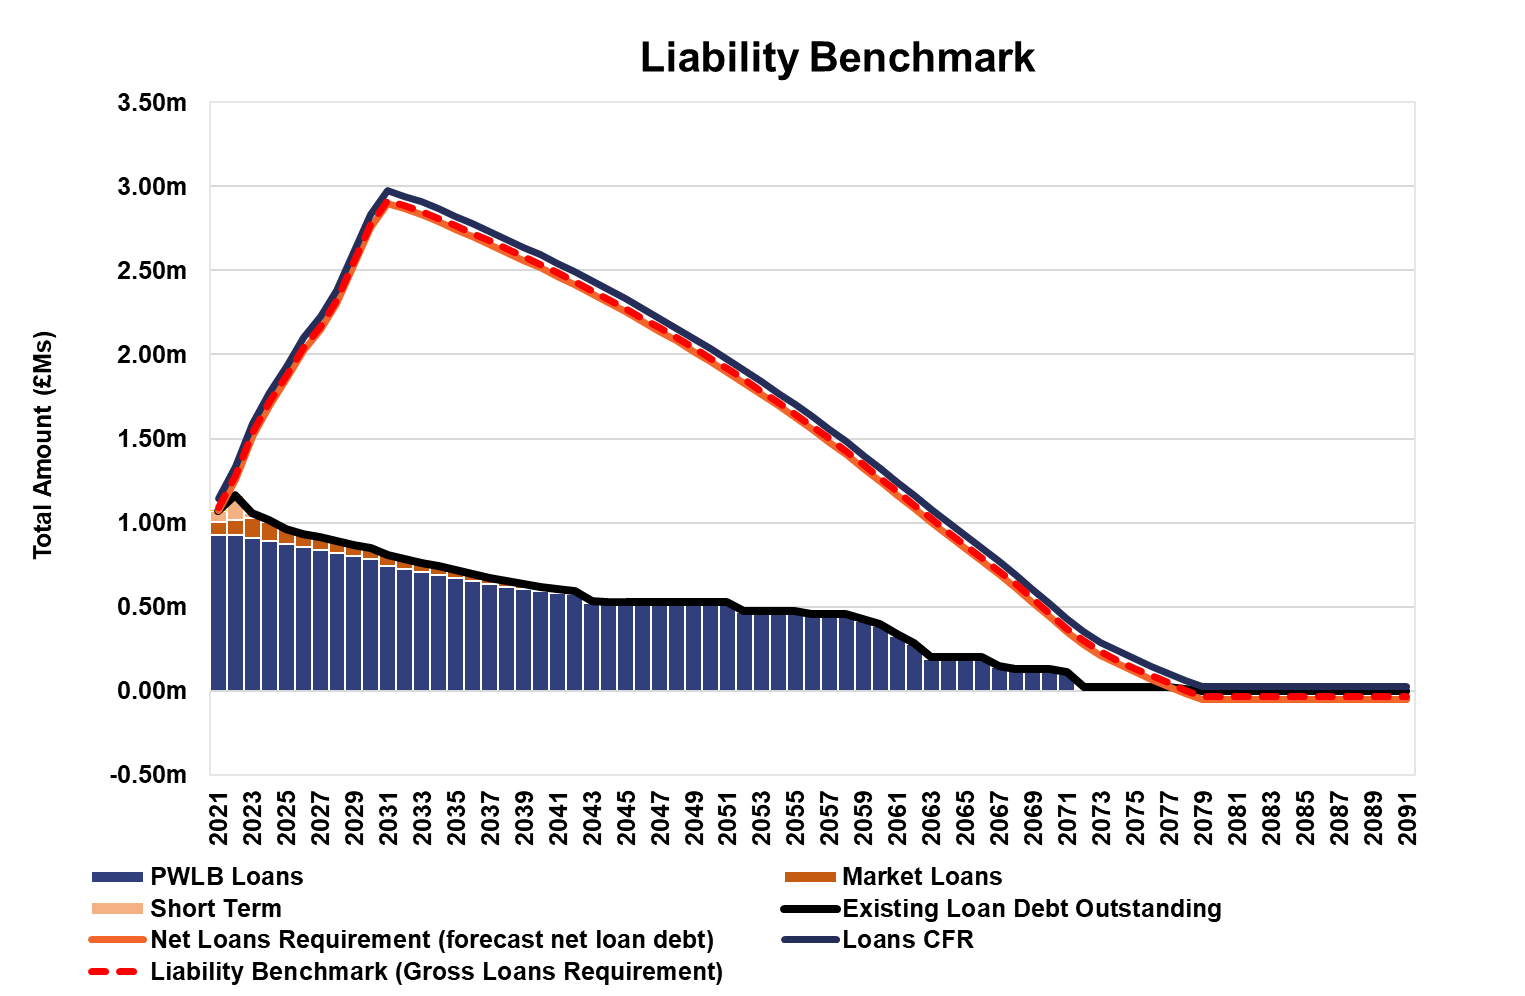 Liability Benchmark
3.50m
3.00m
2.50m
2.00m
1.50m
1.00m
0.50m
0.00m
-0.50m
Total Amount (£Ms)
2021 2023 2025 2027 2029 2031 2033 2035 2037 2039 2041 2043 2045 2047 2049 2051 2053 2055 2057 2059 2061 2063 2065 2067 2069 2071 2073 2075 2077 2079 2081 2083 2085 2087 2089 2091
PWLB Loans
Market Loans
Short Term
Existing Loan Debt Outstanding
Net Loans Requirement (forecast net loan debt)
Loans CFR
Liability Benchmark (Gross Loans Requirement)